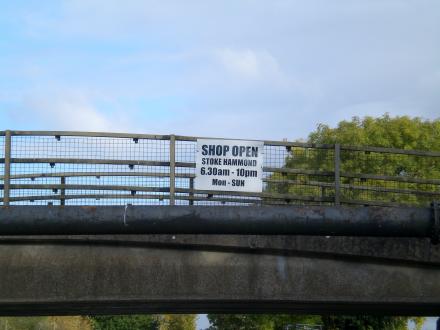 SHOP OPEN
STOKE HAMMOND
6.30am - 10pm
Mon - SUN